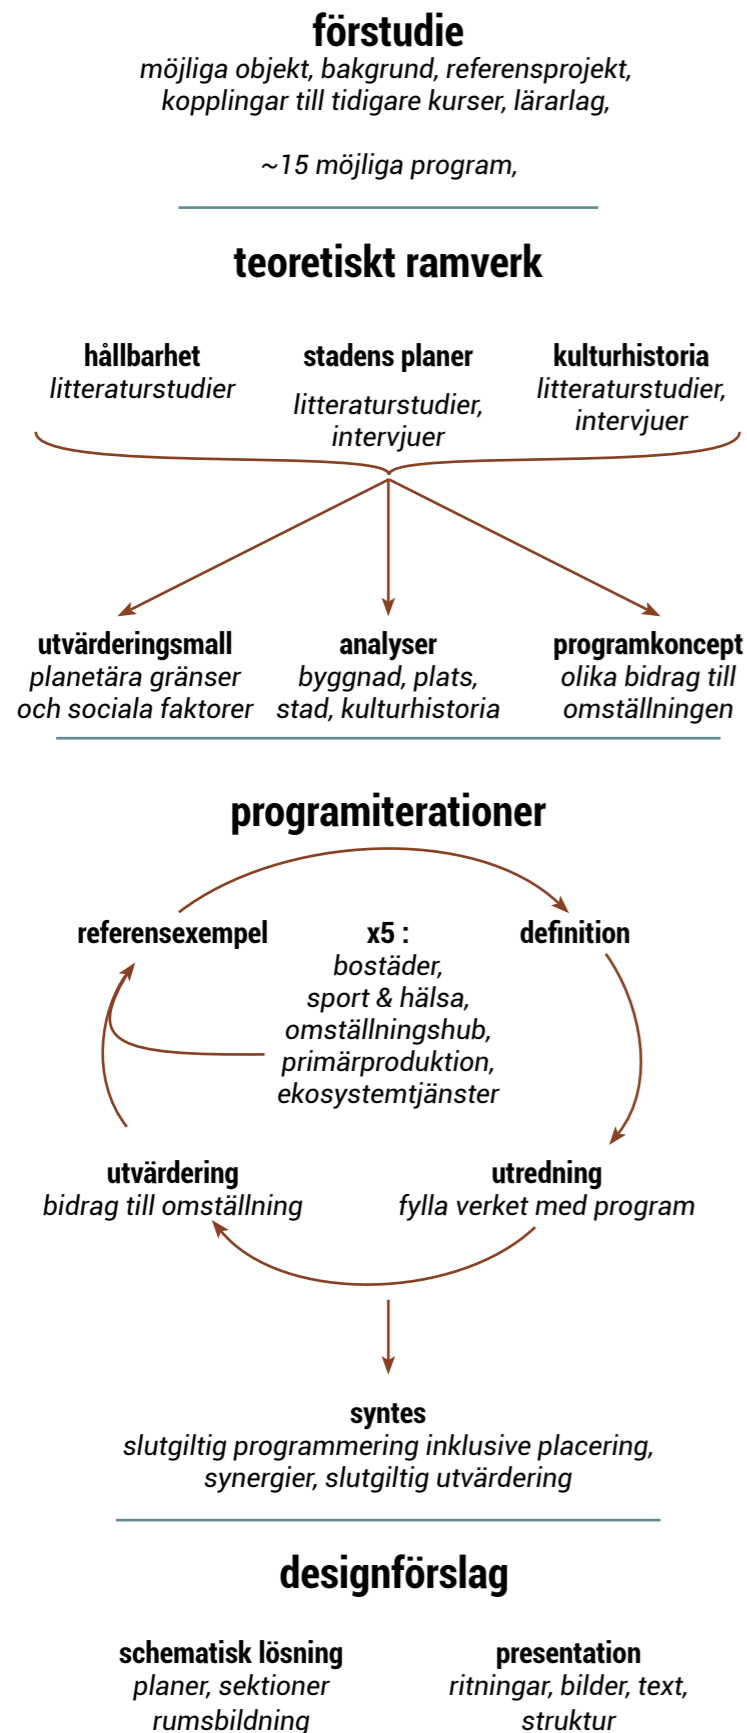 förstudie
möjliga objekt, bakgrund, referensprojekt,
kopplingar till tidigare kurser, lärarlag,
~15 möjliga program,
teoretiskt ramverk
hållbarhet
litteraturstudier
stadens planer
litteraturstudier,
intervjuer
kulturhistoria
litteraturstudier,
intervjuer
utvärderingsmall
planetära gränser
och sociala faktorer
analyser
byggnad, plats,
stad, kulturhistoria
programkoncept
olika bidrag till
omställningen
programiterationer
referensexempel
x5 :
bostäder,
sport & hälsa,
omställningshub,
primärproduktion,
ekosystemtjänster
definition
utvärdering
bidrag till omställning
utredning
fylla verket med program
syntes
slutgiltig programmering inklusive placering,
synergier, slutgiltig utvärdering
designförslag
schematisk lösning
planer, sektioner
rumsbildning
presentation
ritningar, bilder, text,
struktur